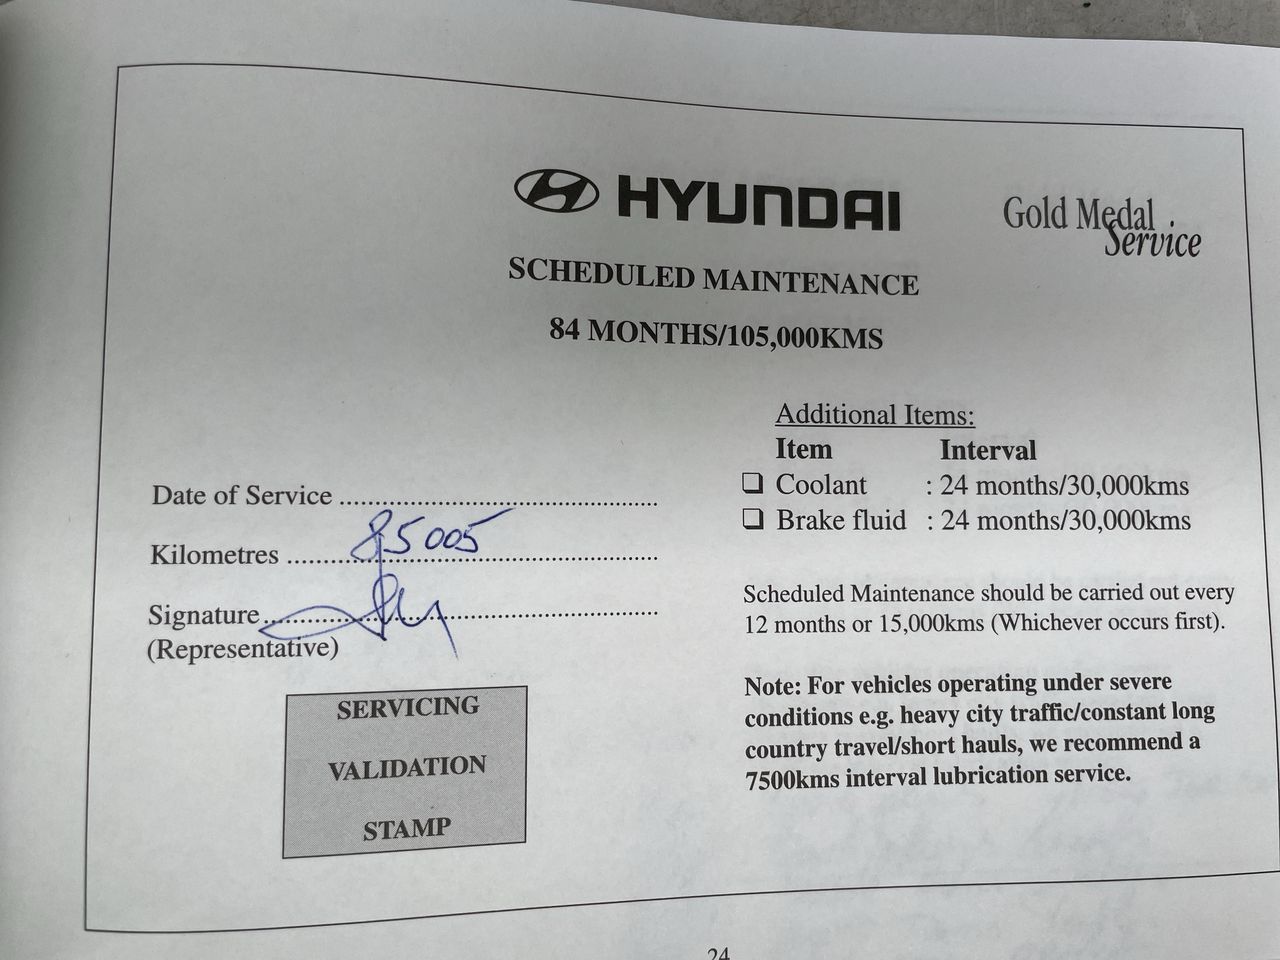 HYUNDAI
Gold Medal
Service
SCHEDULED MAINTENANCE
84 MONTHS/105,000KMS
Date of Service ......................................................
Kilometres ............................................................... 85005
Signature..................................................................
(Representative)
SERVICING
VALIDATION
STAMP
Additional Items:
Item Interval
❑ Coolant : 24 months/30,000kms
❑ Brake fluid : 24 months/30,000kms
Scheduled Maintenance should be carried out every
12 months or 15,000kms (Whichever occurs first).
Note: For vehicles operating under severe
conditions e.g. heavy city traffic/constant long
country travel/short hauls, we recommend a
7500kms interval lubrication service.
24